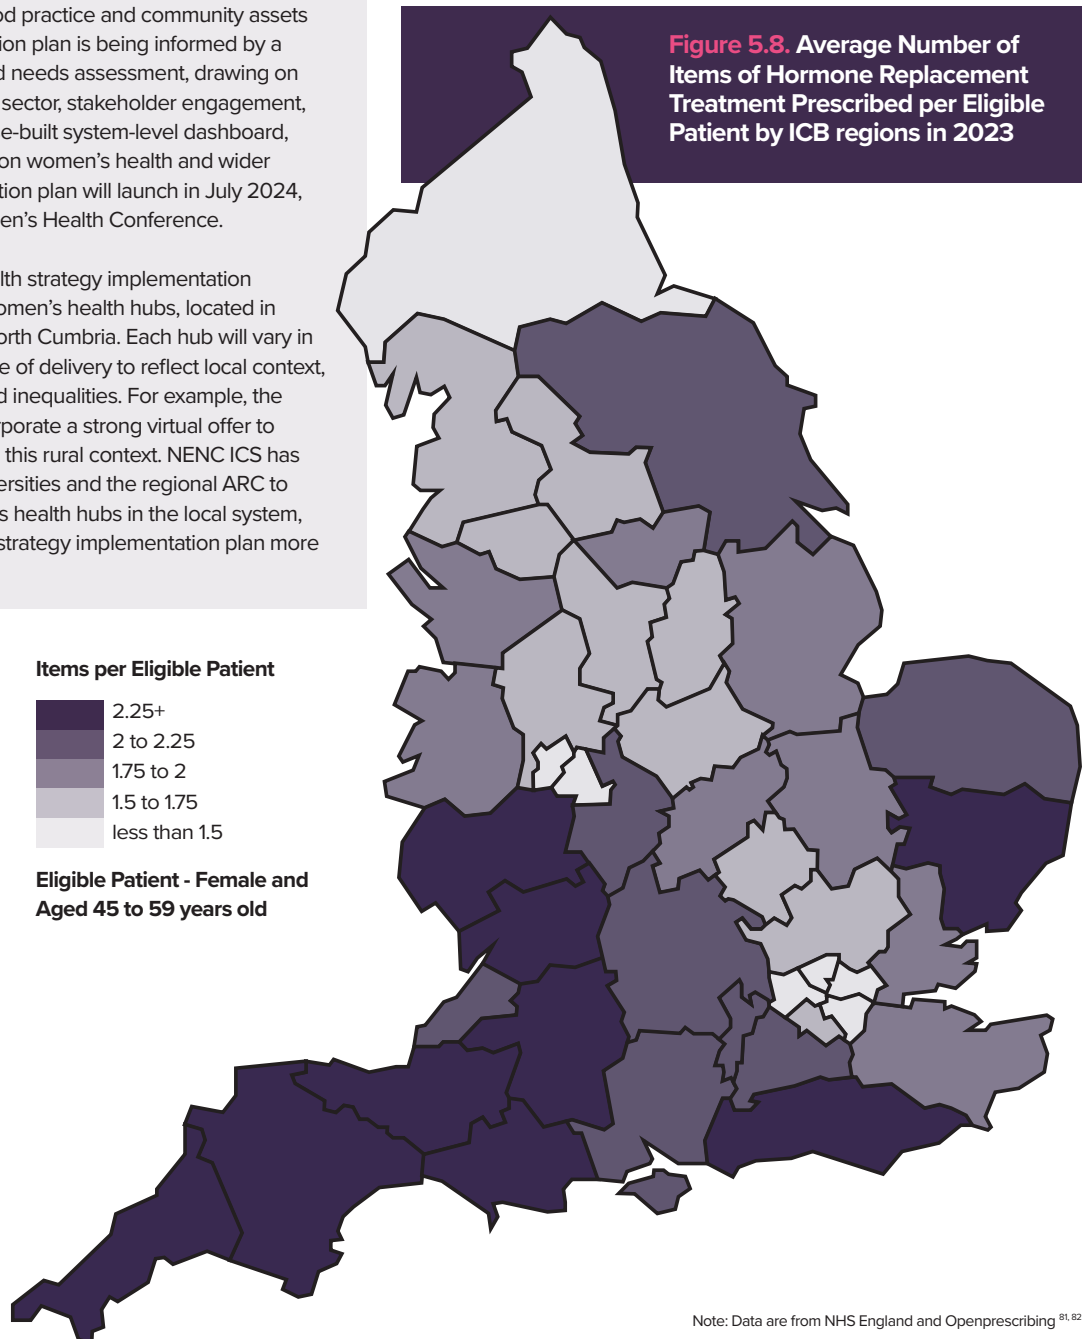 od practice and community assets
tion plan is being informed by a
d needs assessment, drawing on
sector, stakeholder engagement,
e-built system-level dashboard,
on women's health and wider
tion plan will launch in July 2024,
en's Health Conference.
lth strategy implementation
omen's health hubs, located in
orth Cumbria. Each hub will vary in
e of delivery to reflect local context,
d inequalities. For example, the
rporate a strong virtual offer to
this rural context. NENC ICS has
ersities and the regional ARC to
s health hubs in the local system,
strategy implementation plan more
Figure 5.8. Average Number of
Items of Hormone Replacement
Treatment Prescribed per Eligible
Patient by ICB regions in 2023
Items per Eligible Patient
2.25+
2 to 2.25
1.75 to 2
1.5 to 1.75
less than 1.5
Eligible Patient - Female and
Aged 45 to 59 years old
Note: Data are from NHS England and Openprescribing 81, 82